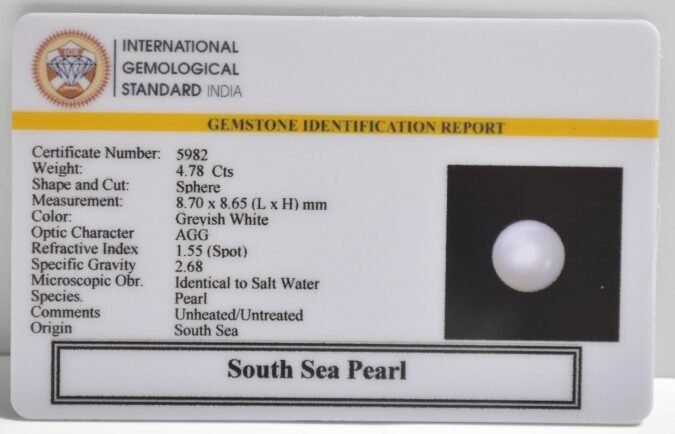 INTERNATIONAL
GEMOLOGICAL
STANDARD INDIA
GEMSTONE IDENTIFICATION REPORT
Certificate Number: 5982
Weight: 4.78 Cts
Shape and Cut: Sphere
Measurement: 8.70 x 8.65 (L x H) mm
Color: Greyish White
Optic Character AGG
Refractive Index 1.55 (Spot)
Specific Gravity 2.68
Microscopic Obr. Identical to Salt Water
Species. Pearl
Comments Unheated/Untreated
Origin South Sea
South Sea Pearl